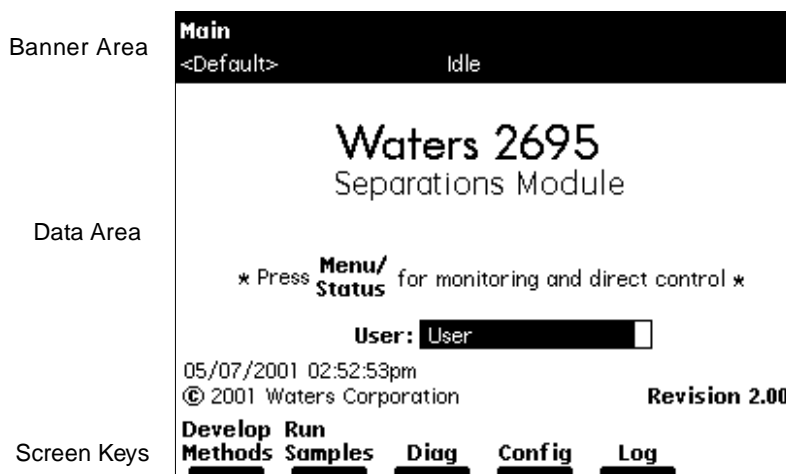 Banner Area
Main
<Default> Idle
Waters 2695
Separations Module
Data Area
* Press Menu/ Status for monitoring and direct control *
User: User
05/07/2001 02:52:53pm
© 2001 Waters Corporation Revision 2.00
Screen Keys
Develop Methods Run Samples Diag Config Log